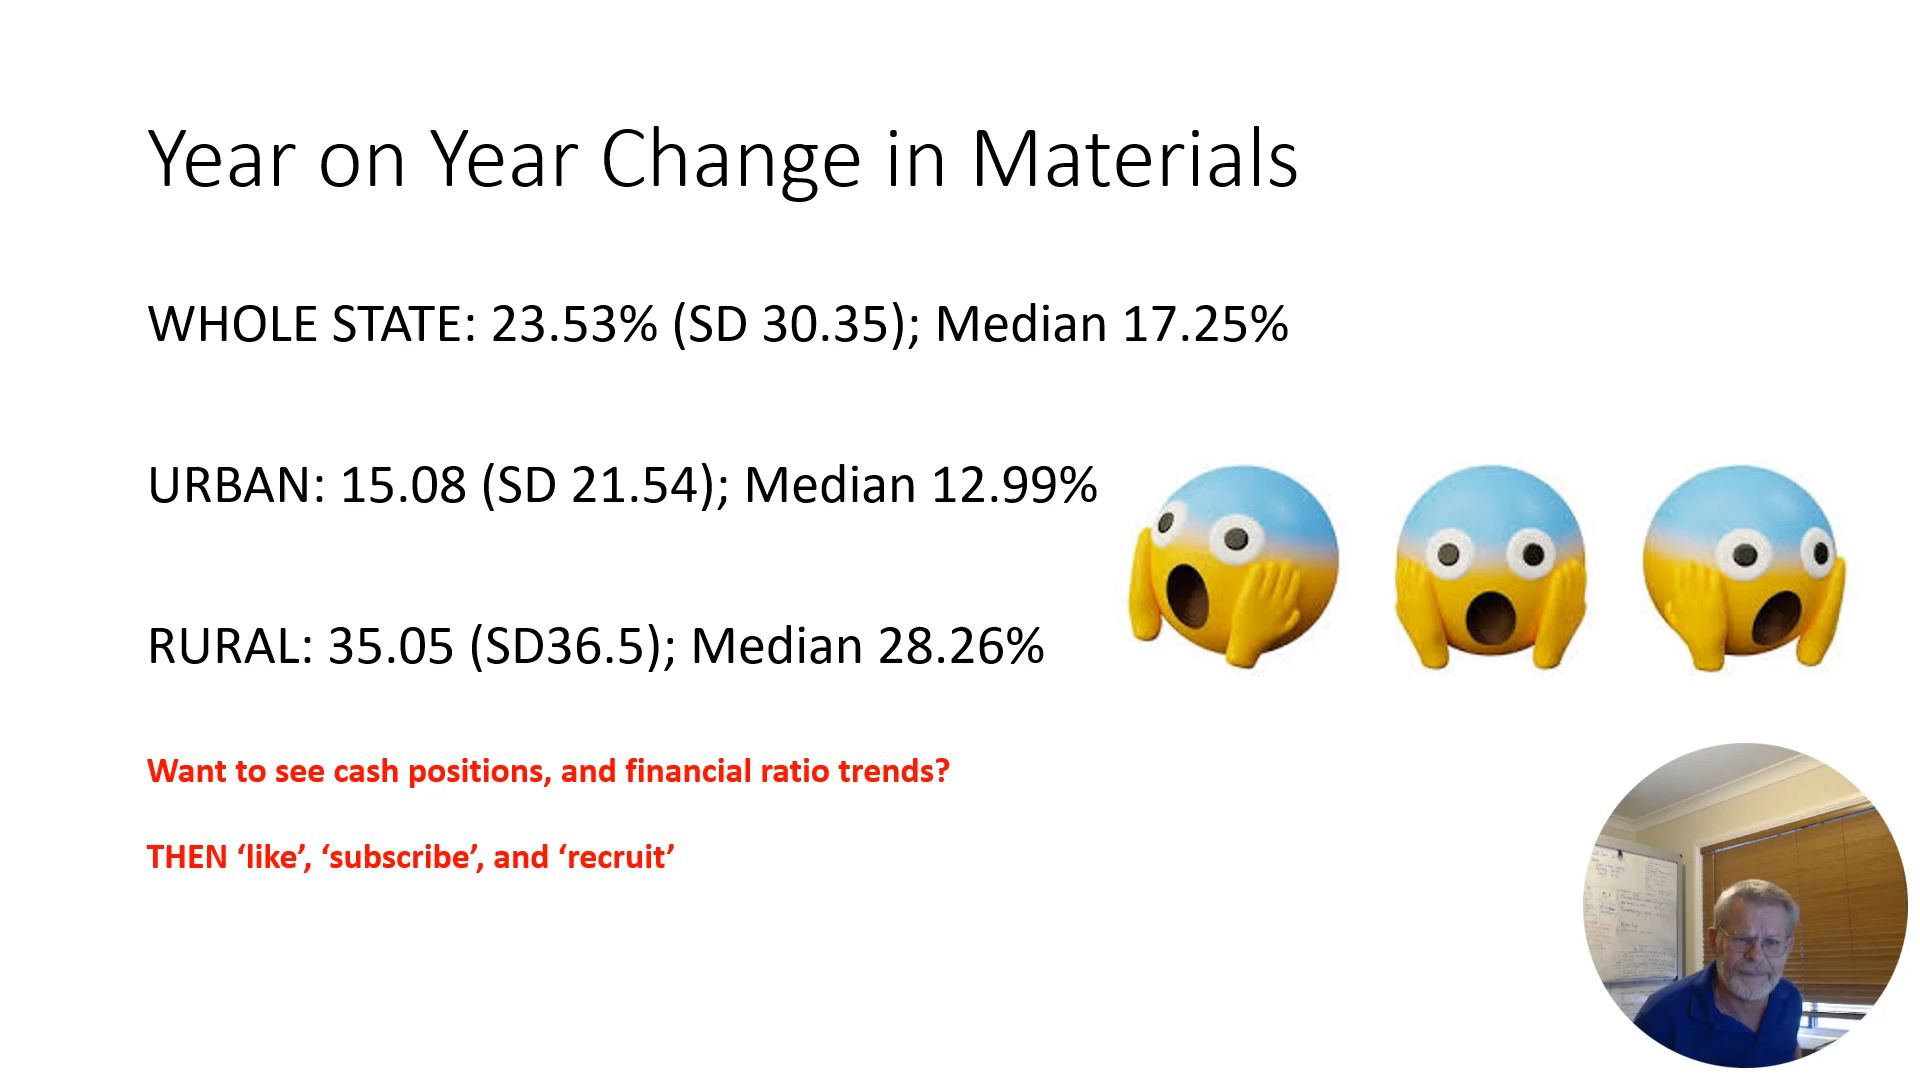 Year on Year Change in Materials
WHOLE STATE: 23.53% (SD 30.35); Median 17.25%
URBAN: 15.08 (SD 21.54); Median 12.99%
RURAL: 35.05 (SD36.5); Median 28.26%
Want to see cash positions, and financial ratio trends?
THEN ‘like’, ‘subscribe’, and ‘recruit’